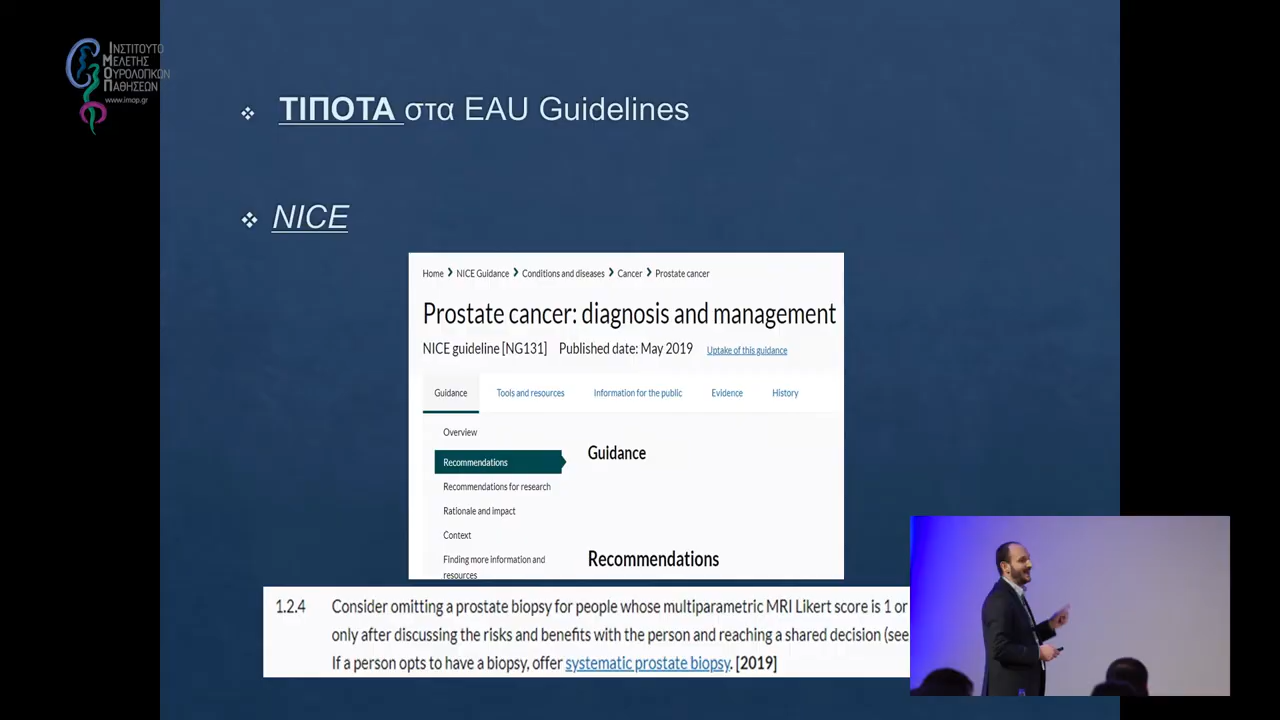 ΙΝΣΤΙΤΟΥΤΟ
ΜΕΛΕΤΗΣ
ΟΥΡΟΛΟΓΙΚΩΝ
ΠΑΘΗΣΕΩΝ
www.imop.gr
❖ ΤΙΠΟΤΑ στα EAU Guidelines
❖ NICE
Home > NICE Guidance > Conditions and diseases > Cancer > Prostate cancer
Prostate cancer: diagnosis and management
NICE guideline [NG131] Published date: May 2019 Uptake of this guidance
Guidance Tools and resources Information for the public Evidence History
Overview
Guidance
Recommendations
Recommendations for research
Rationale and impact
Context
Finding more information and
resources
Recommendations
1.2.4 Consider omitting a prostate biopsy for people whose multiparametric MRI Likert score is 1 or
only after discussing the risks and benefits with the person and reaching a shared decision (see
If a person opts to have a biopsy, offer systematic prostate biopsy. [2019]